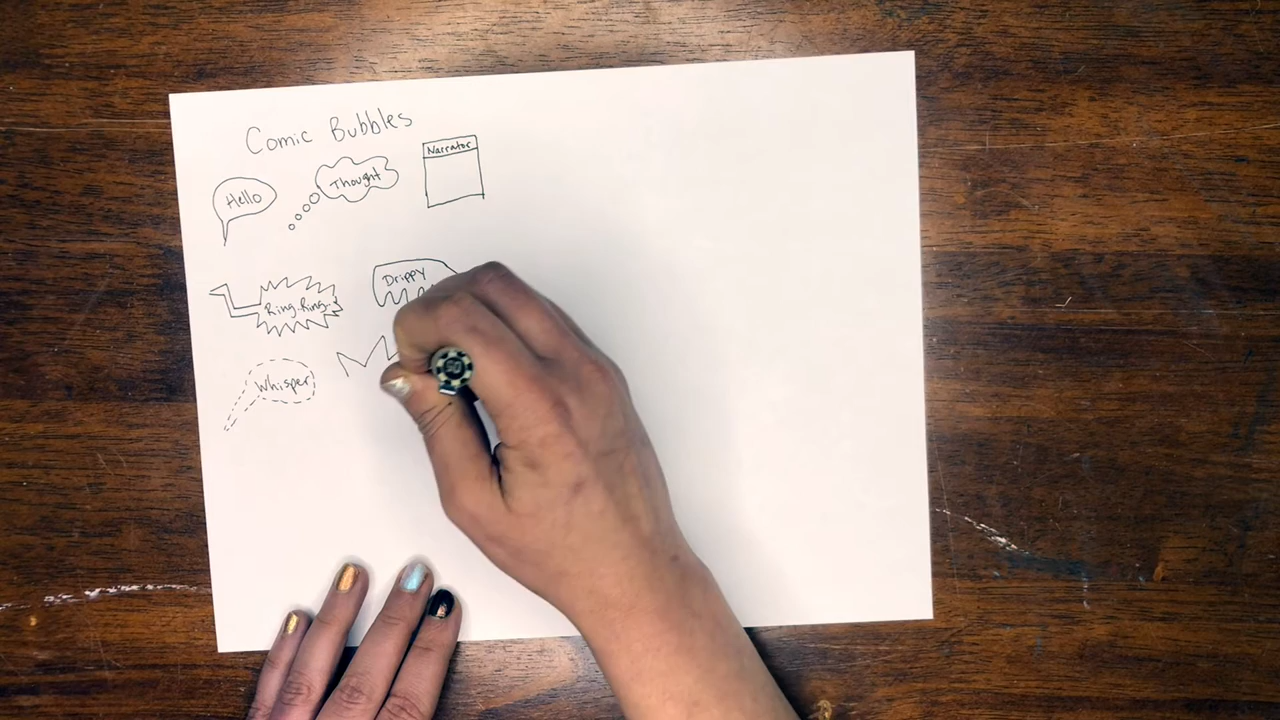 Comic Bubbles
Hello
Thought
Narrator
Ring.Ring..
Drippy
Whisper